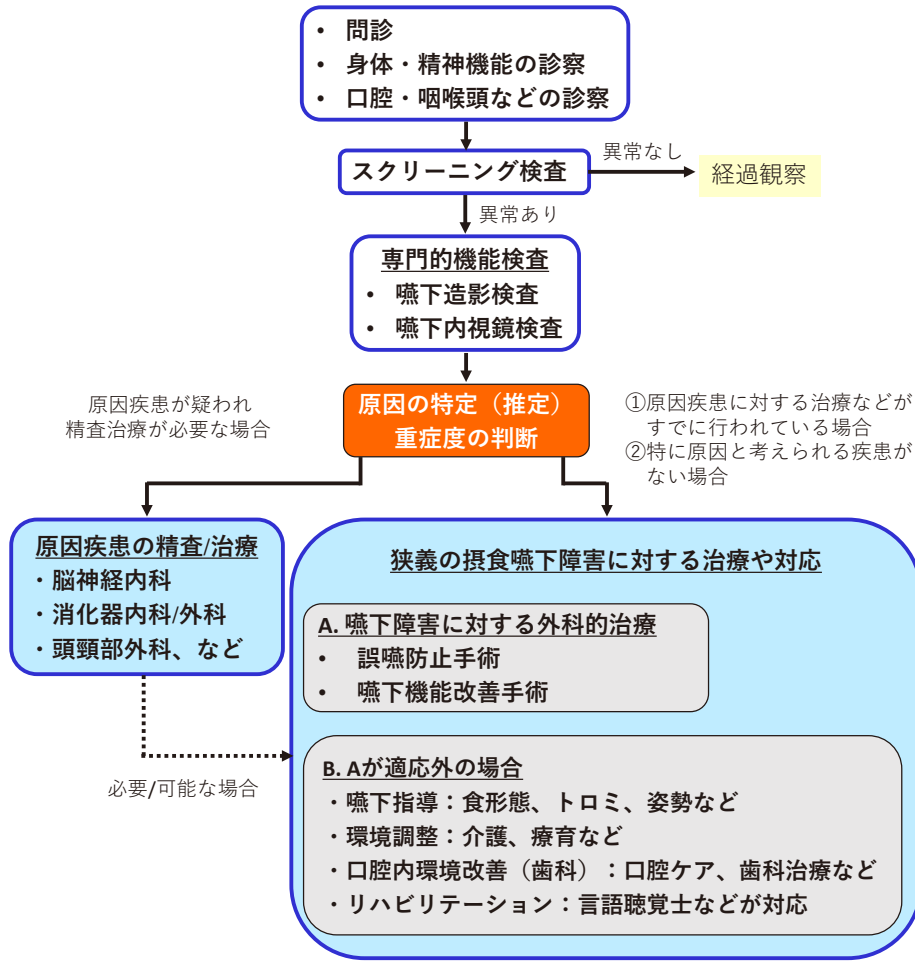 • 問診
• 身体・精神機能の診察
• 口腔・咽喉頭などの診察
スクリーニング検査
異常なし
経過観察
異常あり
専門的機能検査
• 嚥下造影検査
• 嚥下内視鏡検査
原因疾患が疑われ
精査治療が必要な場合
原因の特定（推定）
重症度の判断
①原因疾患に対する治療などが
すでに行われている場合
②特に原因と考えられる疾患が
ない場合
原因疾患の精査/治療
・脳神経内科
・消化器内科/外科
・頭頸部外科、など
必要/可能な場合
狭義の摂食嚥下障害に対する治療や対応
A. 嚥下障害に対する外科的治療
• 誤嚥防止手術
• 嚥下機能改善手術
B. Aが適応外の場合
・嚥下指導：食形態、トロミ、姿勢など
・環境調整：介護、療育など
・口腔内環境改善（歯科）：口腔ケア、歯科治療など
・リハビリテーション：言語聴覚士などが対応